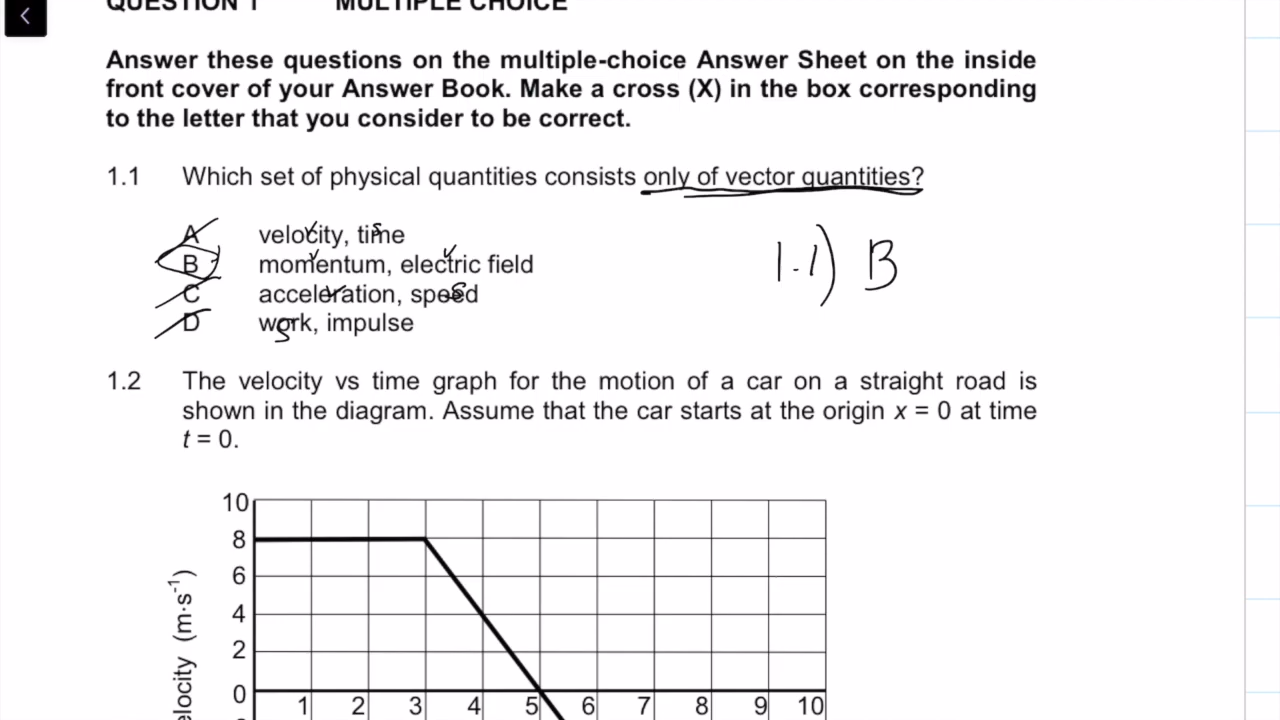 QUESTION 1 MULTIPLE CHOICE
Answer these questions on the multiple-choice Answer Sheet on the inside
front cover of your Answer Book. Make a cross (X) in the box corresponding
to the letter that you consider to be correct.
1.1 Which set of physical quantities consists only of vector quantities?
A velocity, time
B momentum, electric field
C acceleration, speed
D work, impulse
1.1) B
s
s
s
1.2 The velocity vs time graph for the motion of a car on a straight road is
shown in the diagram. Assume that the car starts at the origin x = 0 at time
t = 0.
10
8
6
4
2
0
1 2 3 4 5 6 7 8 9 10
elocity (m·s⁻¹)